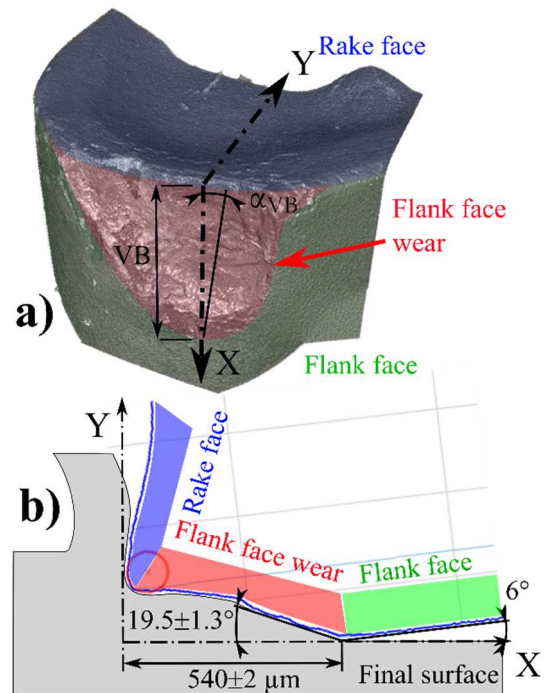 Rake face
Y
αVB
VB
Flank face
wear
a)
X
Flank face
Y
b)
Rake face
Flank face wear
Flank face
6°
19.5±1.3°
X
540±2 µm
Final surface